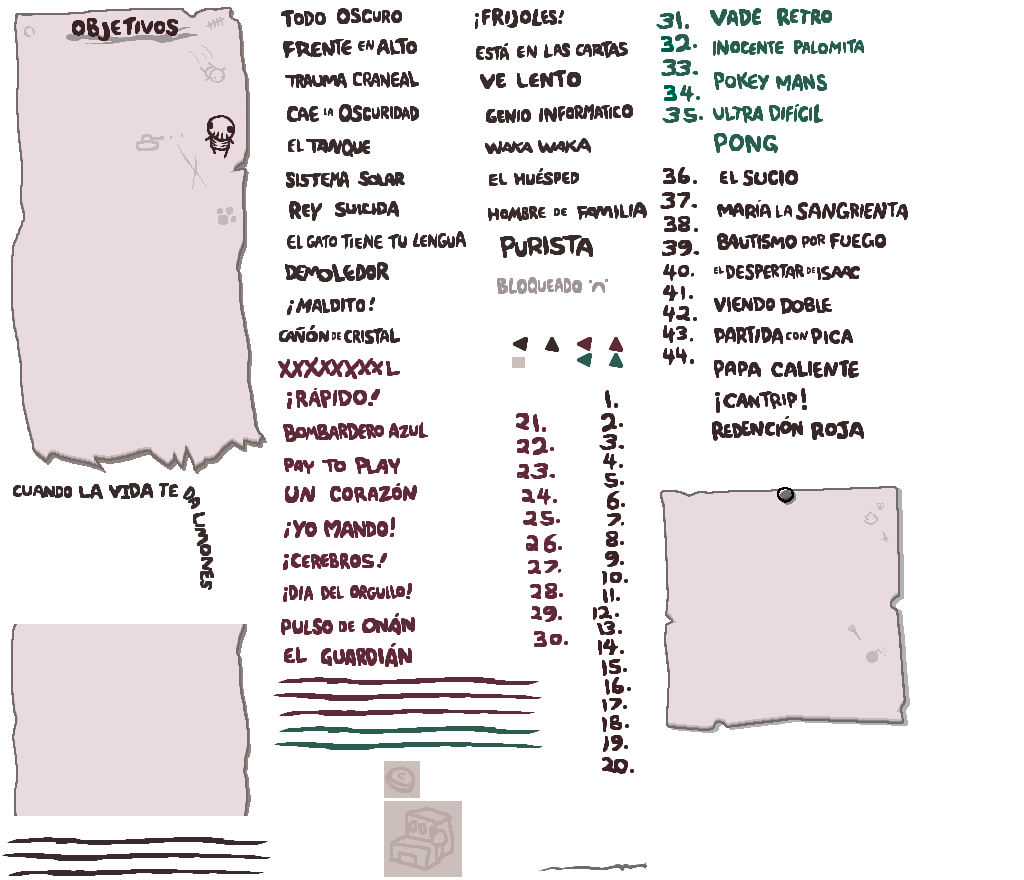 OBJETIVOS
CUANDO LA VIDA TE DA LIMONES
TODO OSCURO
FRENTE EN ALTO
TRAUMA CRANEAL
CAE LA OSCURIDAD
EL TANQUE
SISTEMA SOLAR
REY SUICIDA
EL GATO TIENE TU LENGUA
DEMOLEDOR
¡MALDITO!
CAÑÓN DE CRISTAL
XXXXXXXXL
¡RÁPIDO!
BOMBARDERO AZUL
PAY TO PLAY
UN CORAZÓN
¡YO MANDO!
¡CEREBROS!
¡DIA DEL ORGULLO!
PULSO DE ONÁN
EL GUARDIÁN
¡FRIJOLES!
ESTÁ EN LAS CARTAS
VE LENTO
GENIO INFORMATICO
WAKA WAKA
EL HUÉSPED
HOMBRE DE FAMILIA
PURISTA
BLOQUEADO "∩"
21.
22.
23.
24.
25.
26.
27.
28.
29.
30.
1.
2.
3.
4.
5.
6.
7.
8.
9.
10.
11.
12.
13.
14.
15.
16.
17.
18.
19.
20.
31.
32.
33.
34.
35.
36.
37.
38.
39.
40.
41.
42.
43.
44.
VADE RETRO
INOCENTE PALOMITA
POKEY MANS
ULTRA DIFÍCIL
PONG
EL SUCIO
MARÍA LA SANGRIENTA
BAUTISMO POR FUEGO
EL DESPERTAR DE ISAAC
VIENDO DOBLE
PARTIDA CON PICA
PAPA CALIENTE
¡CANTRIP!
REDENCIÓN ROJA